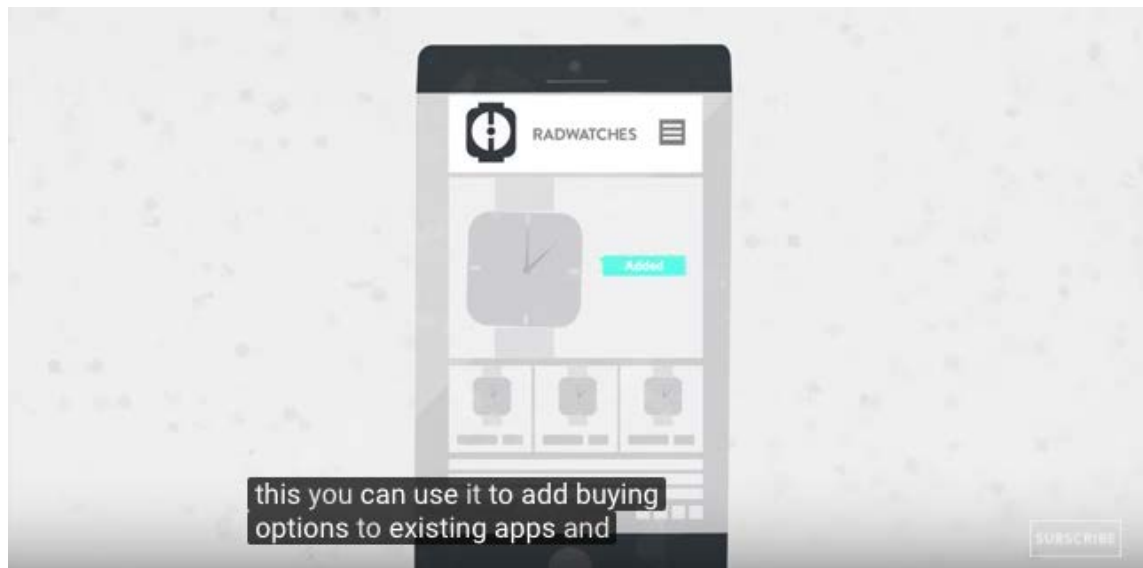 RADWATCHES
Added
this you can use it to add buying
options to existing apps and
SUBSCRIBE